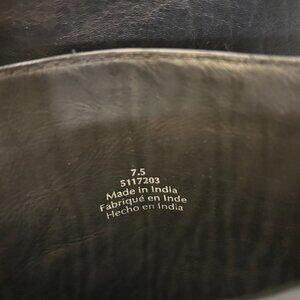 7.5
5117203
Made in India
Fabriqué en Inde
Hecho en India